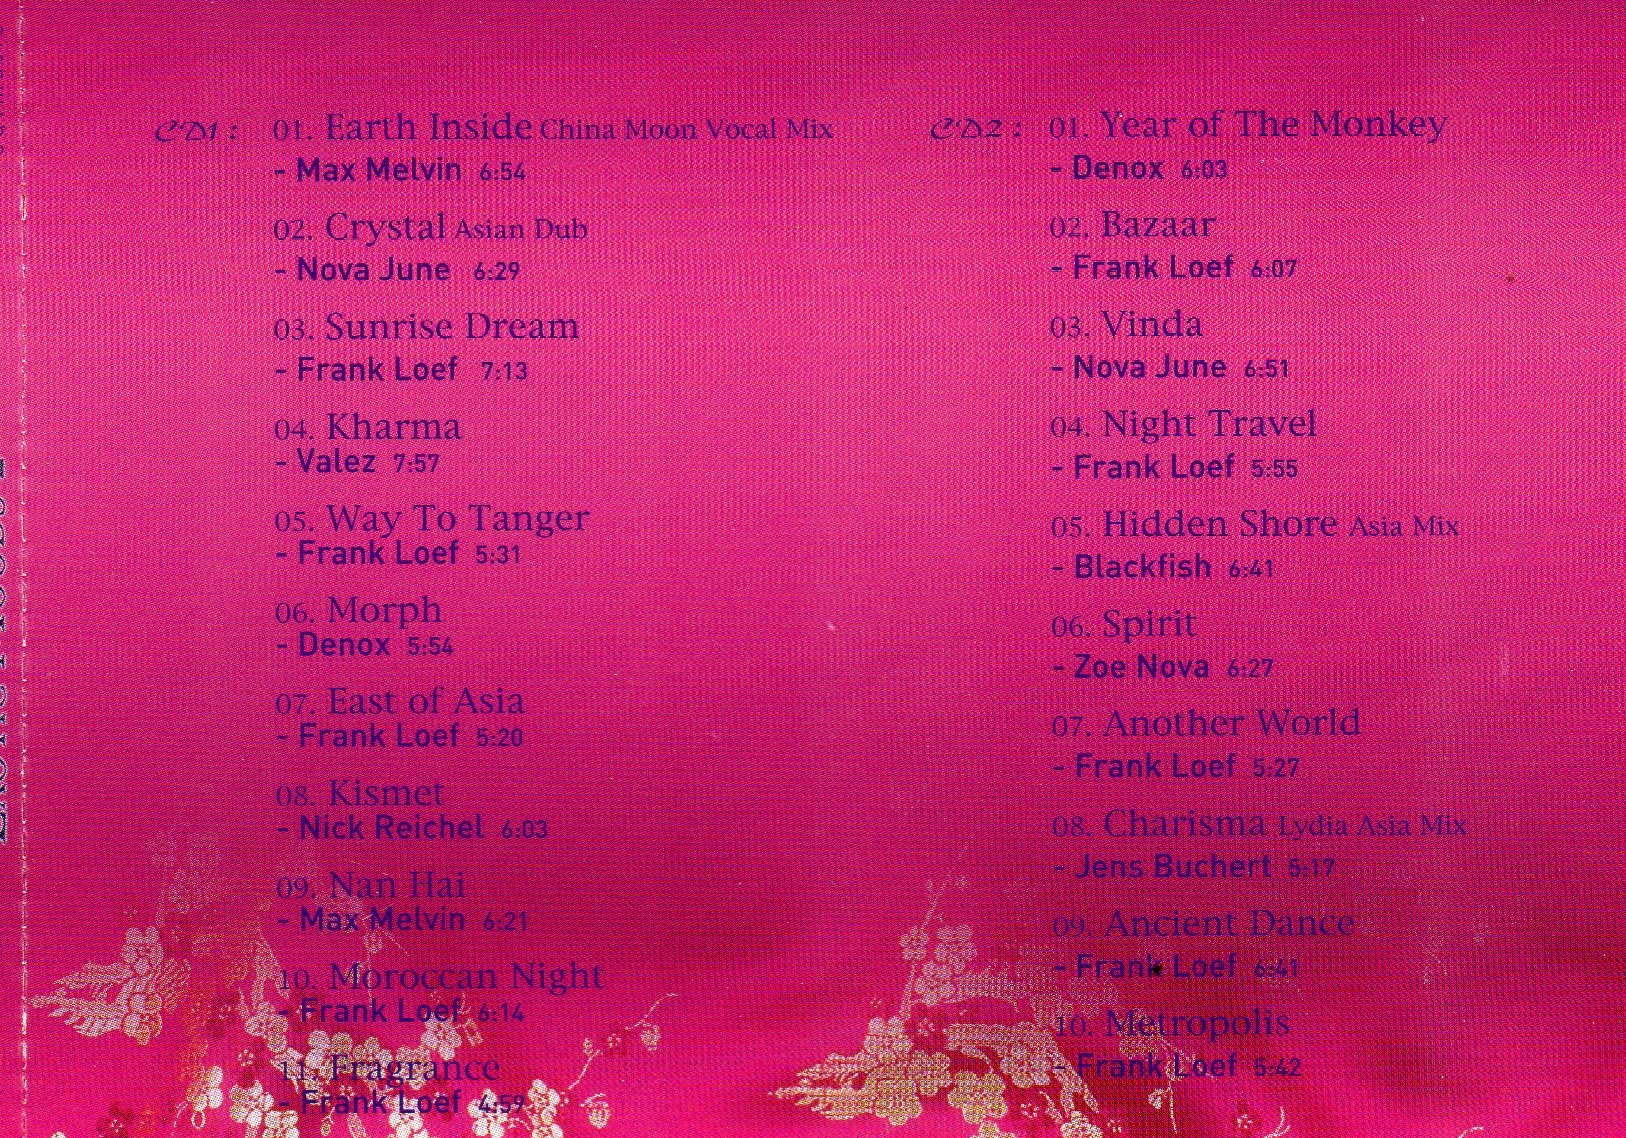 CD1 :
01. Earth Inside China Moon Vocal Mix
- Max Melvin 6:54
02. Crystal Asian Dub
- Nova June 6:29
03. Sunrise Dream
- Frank Loef 7:13
04. Kharma
- Valez 7:57
05. Way To Tanger
- Frank Loef 5:31
06. Morph
- Denox 5:54
07. East of Asia
- Frank Loef 5:20
08. Kismet
- Nick Reichel 6:03
09. Nan Hai
- Max Melvin 6:21
10. Moroccan Night
- Frank Loef 6:14
11. Fragrance
- Frank Loef 4:59
CD2 :
01. Year of The Monkey
- Denox 6:03
02. Bazaar
- Frank Loef 6:07
03. Vinda
- Nova June 6:51
04. Night Travel
- Frank Loef 5:55
05. Hidden Shore Asia Mix
- Blackfish 6:41
06. Spirit
- Zoe Nova 6:27
07. Another World
- Frank Loef 5:27
08. Charisma Lydia Asia Mix
- Jens Buchert 5:17
09. Ancient Dance
- Frank Loef 6:41
10. Metropolis
- Frank Loef 5:42